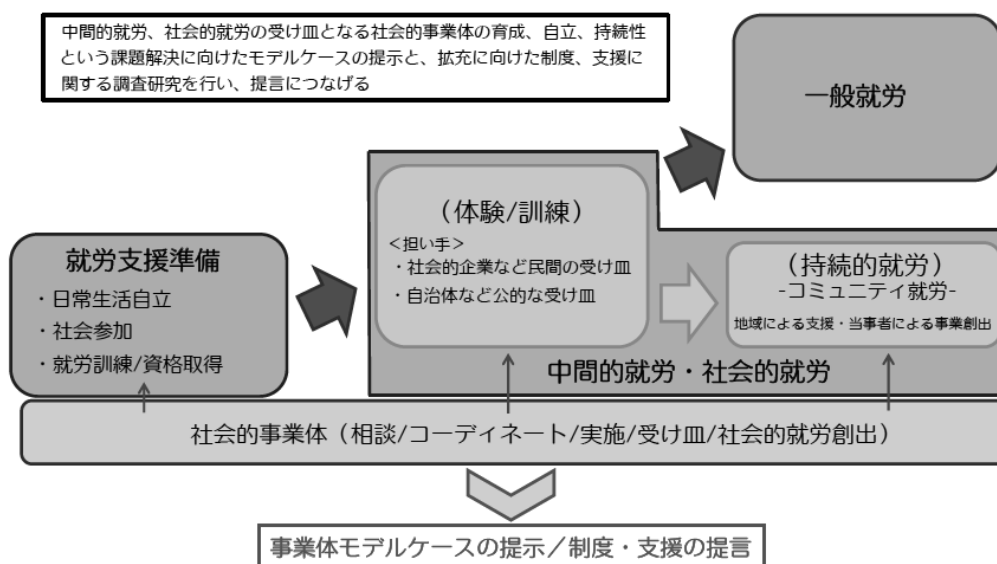 中間的就労、社会的就労の受け皿となる社会的事業体の育成、自立、持続性
という課題解決に向けたモデルケースの提示と、拡充に向けた制度、支援に
関する調査研究を行い、提言につなげる
一般就労
（体験/訓練）
＜担い手＞
・社会的企業など民間の受け皿
・自治体など公的な受け皿
就労支援準備
・日常生活自立
・社会参加
・就労訓練/資格取得
（持続的就労）
-コミュニティ就労-
地域による支援・当事者による事業創出
中間的就労・社会的就労
社会的事業体（相談/コーディネート/実施/受け皿/社会的就労創出）
事業体モデルケースの提示／制度・支援の提言